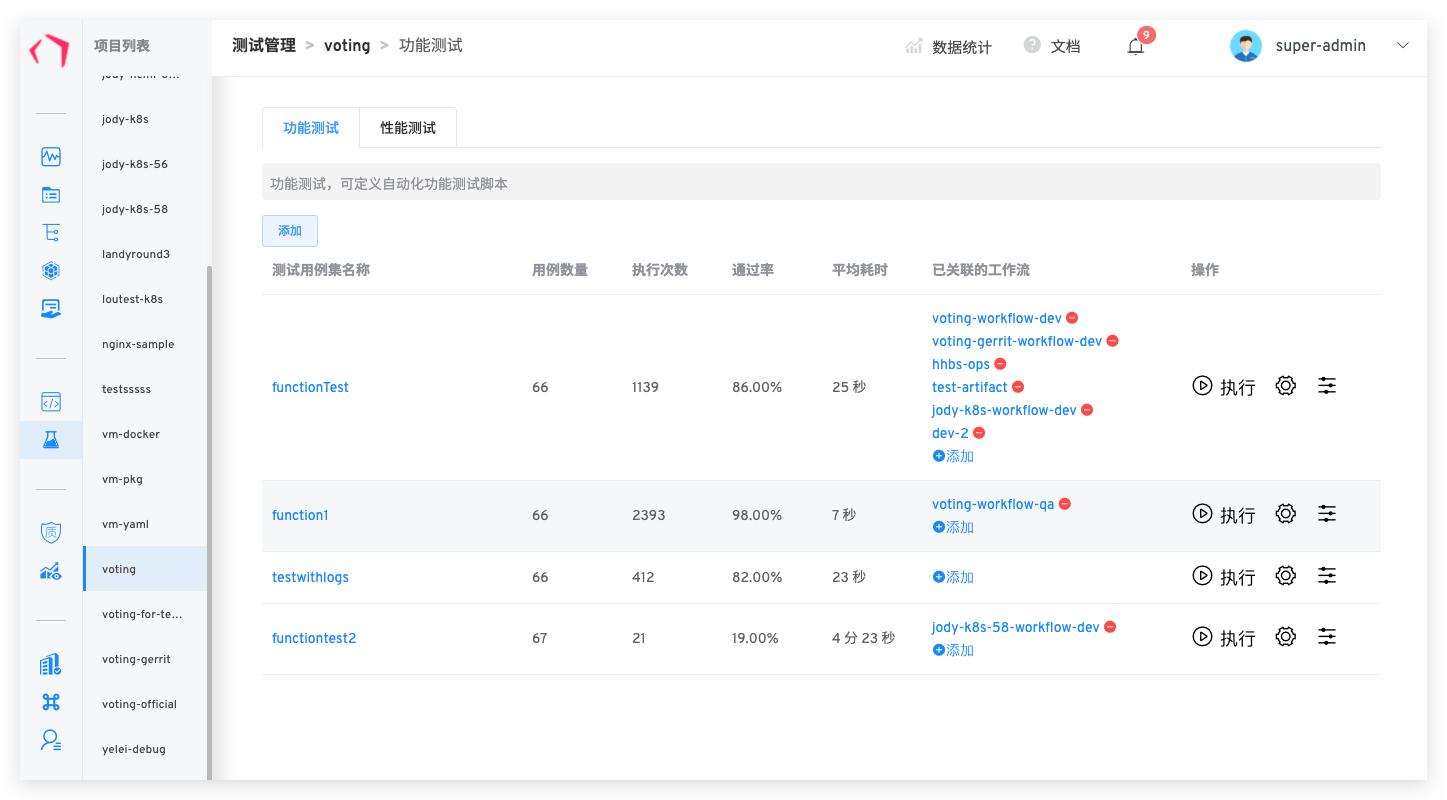 项目列表
测试管理 > voting > 功能测试
数据统计
文档
9
super-admin
jody-k8s
jody-k8s-56
jody-k8s-58
landyround3
loutest-k8s
nginx-sample
testsssss
vm-docker
vm-pkg
vm-yaml
voting
voting-for-te...
voting-gerrit
voting-official
yelei-debug
质
功能测试
性能测试
功能测试，可定义自动化功能测试脚本
添加
测试用例集名称 用例数量 执行次数 通过率 平均耗时 已关联的工作流 操作
functionTest 66 1139 86.00% 25 秒
voting-workflow-dev
voting-gerrit-workflow-dev
hhbs-ops
test-artifact
jody-k8s-workflow-dev
dev-2
添加
执行
function1 66 2393 98.00% 7 秒
voting-workflow-qa
添加
执行
testwithlogs 66 412 82.00% 23 秒
添加
执行
functiontest2 67 21 19.00% 4 分 23 秒
jody-k8s-58-workflow-dev
添加
执行